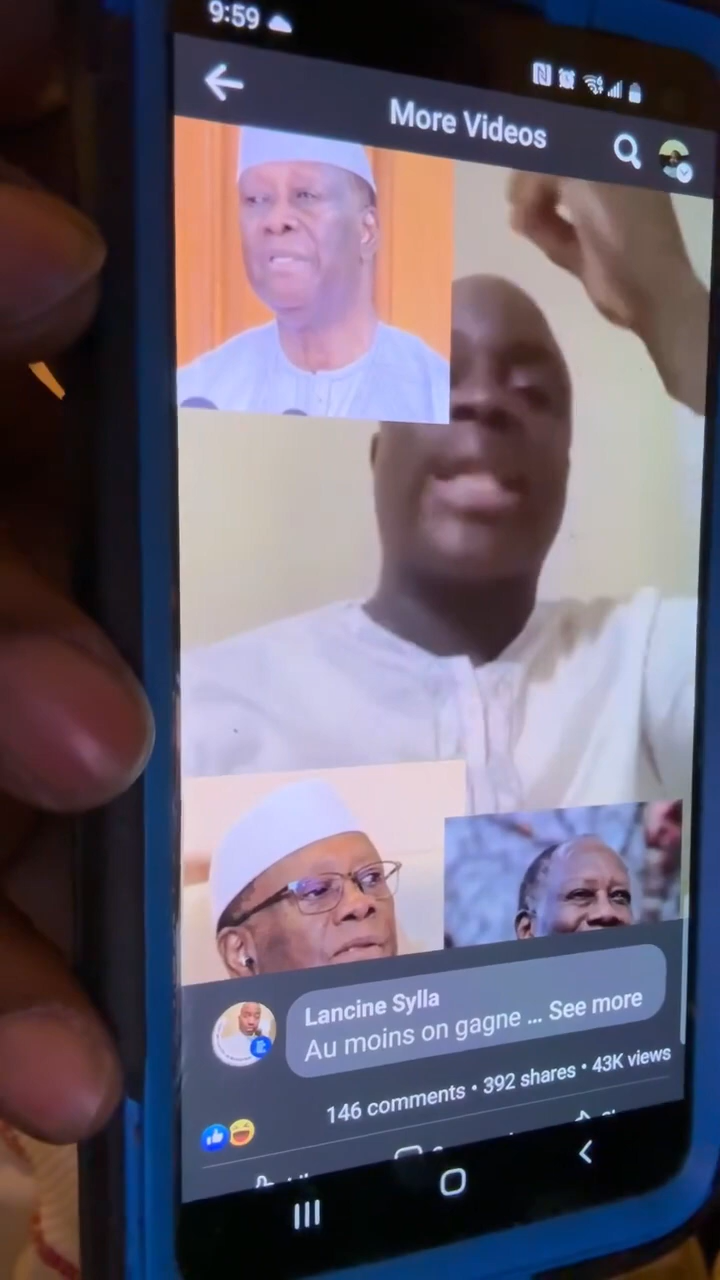 9:59
More Videos
Lancine Sylla
Au moins on gagne ... See more
146 comments • 392 shares • 43K views